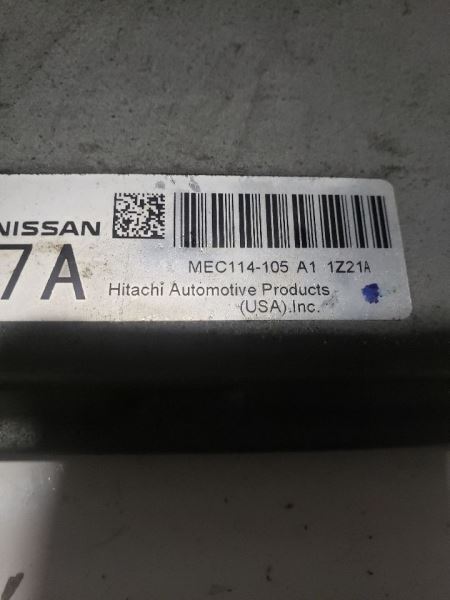 NISSAN
7A
MEC114-105 A1 1Z21A
Hitachi Automotive Products
(USA).Inc.